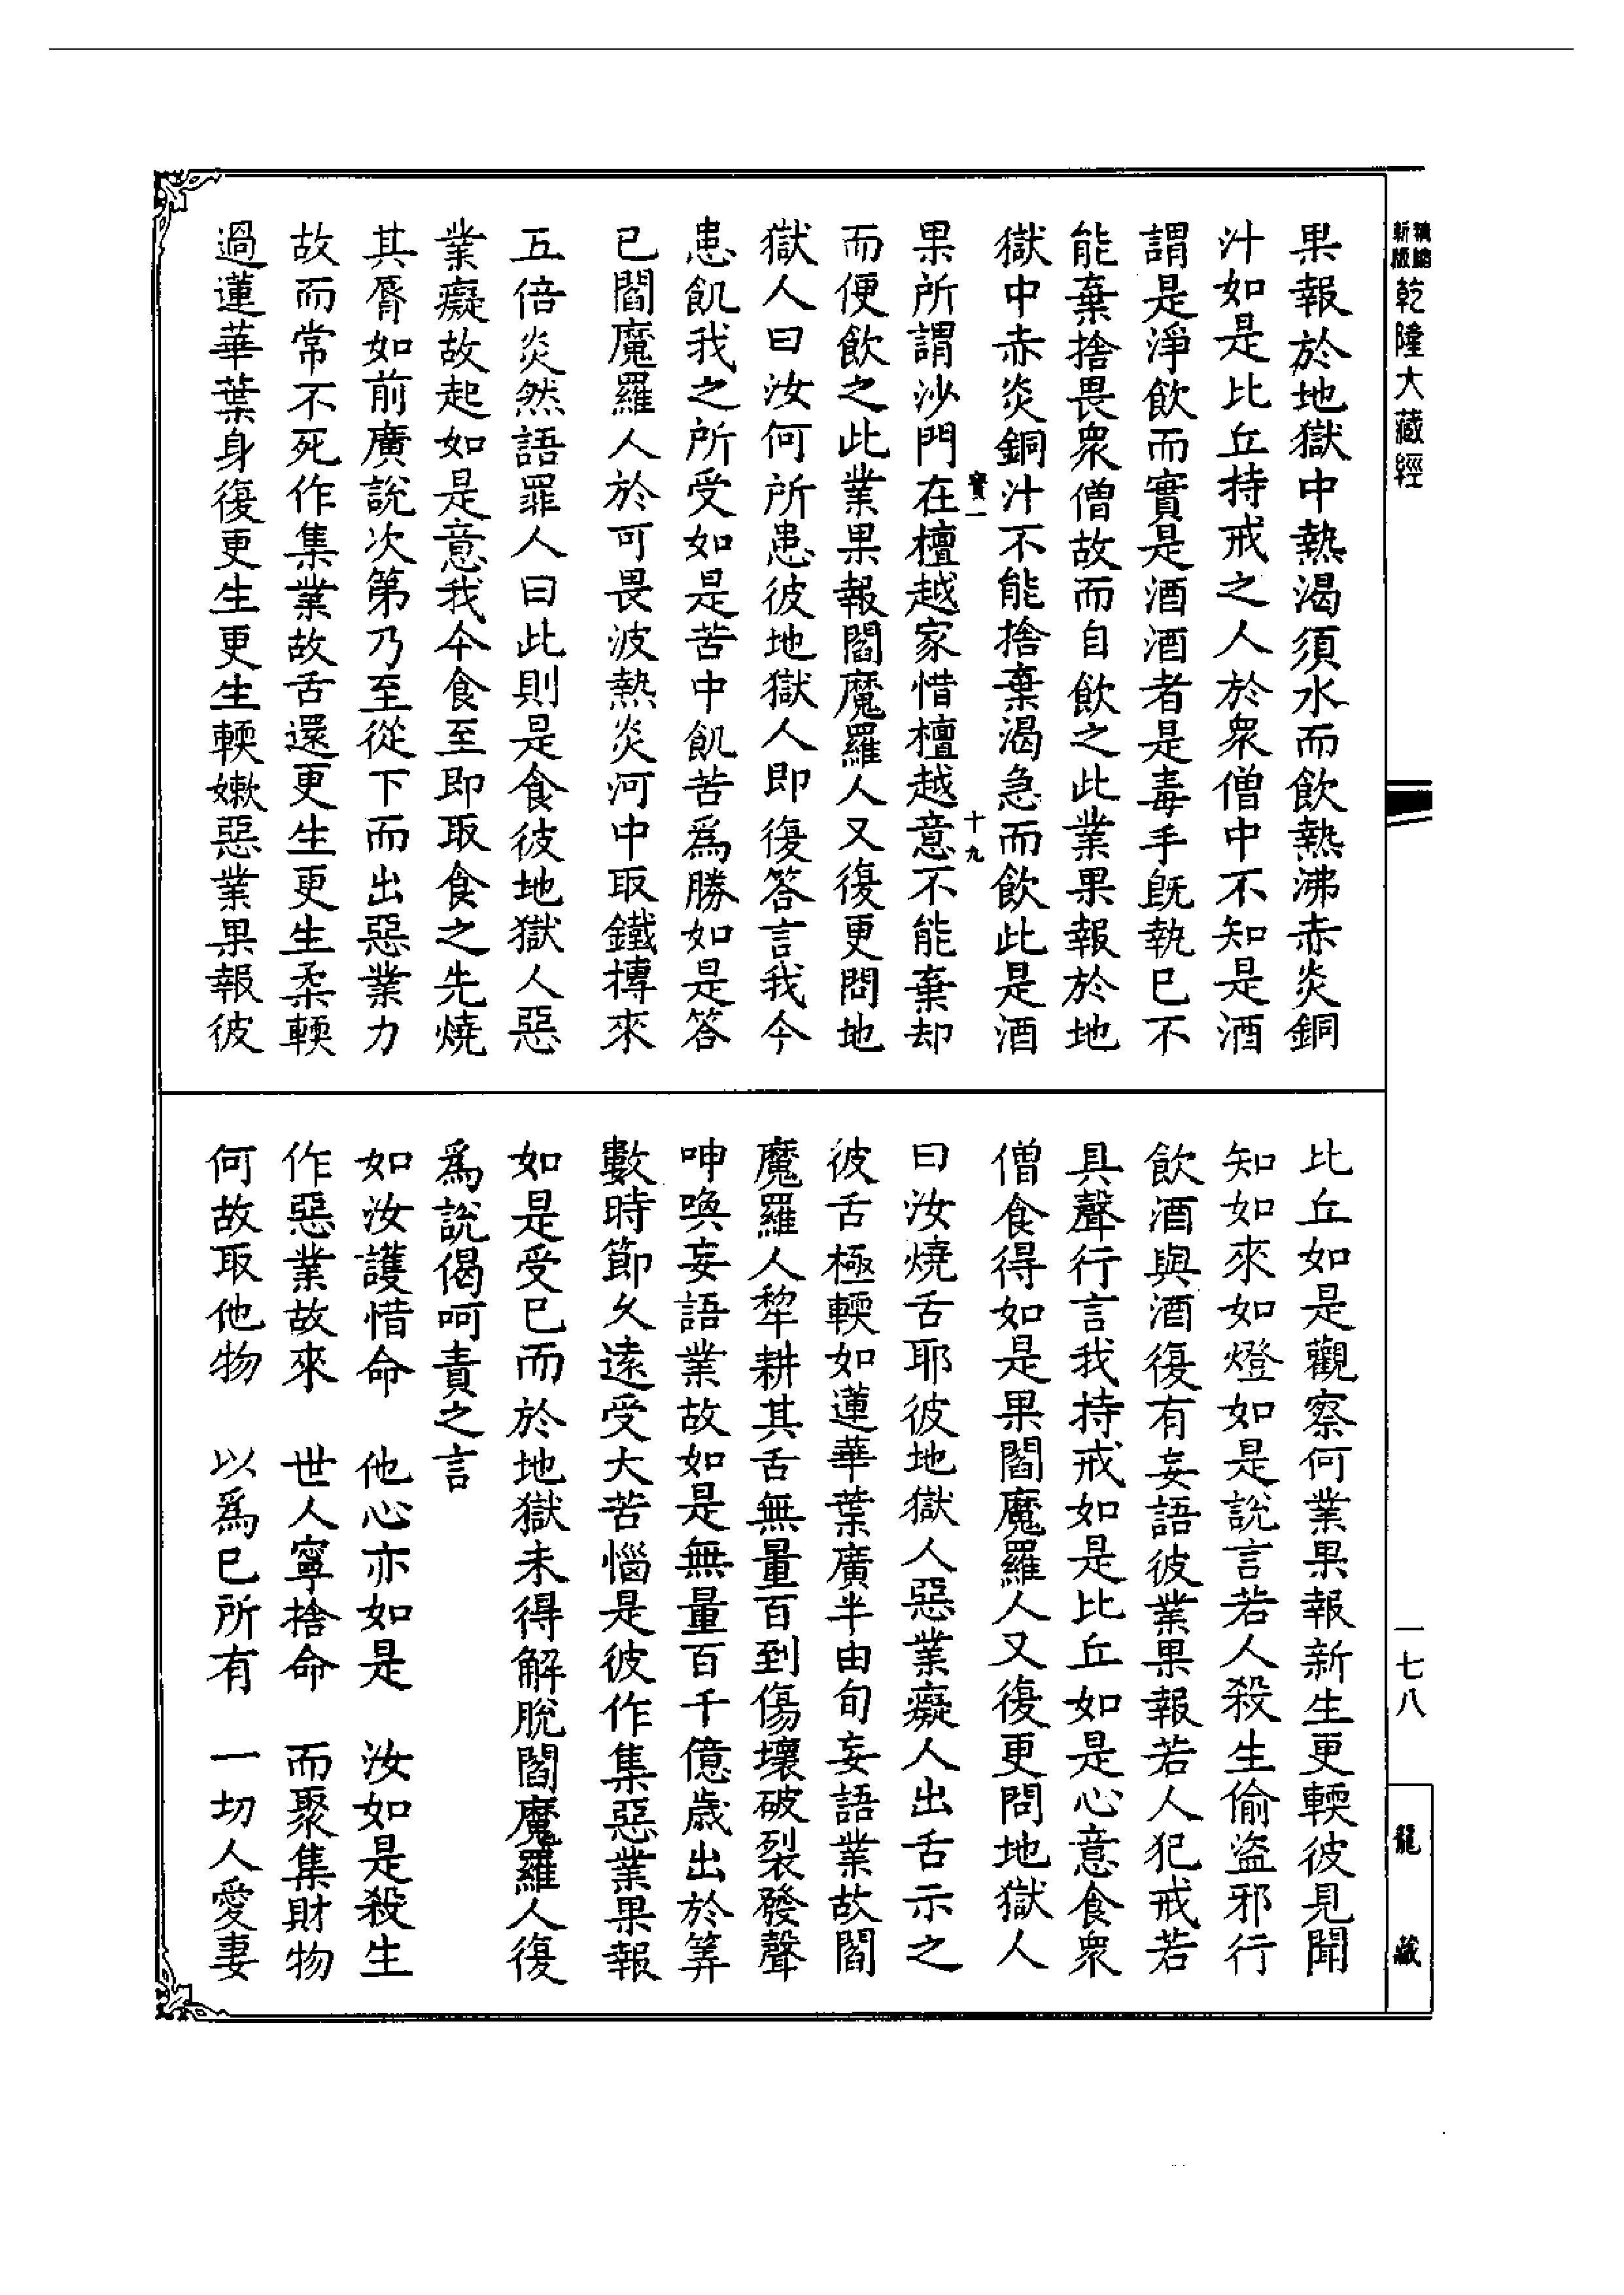 新版精縮乾隆大藏經
一七八
龍藏
果報於地獄中熱渴須水而飲熱沸赤炎銅
汁如是比丘持戒之人於衆僧中不知是酒
謂是淨飲而實是酒酒者是毒手旣執已不
能棄捨畏衆僧故而自飲之此業果報於地
獄中赤炎銅汁不能捨棄渴急而飲此是酒
寶一
十九
果所謂沙門在檀越家惜檀越意不能棄却
而便飲之此業果報閻魔羅人又復更問地
獄人曰汝何所患彼地獄人即復答言我今
患飢我之所受如是苦中飢苦爲勝如是答
已閻魔羅人於可畏波熱炎河中取鐵摶來
五倍炎然語罪人曰此則是食彼地獄人惡
業癡故起如是意我今食至即取食之先燒
其脣如前廣說次第乃至從下而出惡業力
故而常不死作集業故舌還更生更生柔輭
過蓮華葉身復更生更生輭嫩惡業果報彼
比丘如是觀察何業果報新生更輭彼見聞
知如來如燈如是說言若人殺生偷盜邪行
飲酒與酒復有妄語彼業果報若人犯戒若
具聲行言我持戒如是比丘如是心意食衆
僧食得如是果閻魔羅人又復更問地獄人
曰汝燒舌耶彼地獄人惡業癡人出舌示之
彼舌極輭如蓮華葉廣半由旬妄語業故閻
魔羅人犂耕其舌無量百到傷壞破裂發聲
呻喚妄語業故如是無量百千億歲出於筭
數時節久遠受大苦惱是彼作集惡業果報
如是受已而於地獄未得解脫閻魔羅人復
爲說偈呵責之言
如汝護惜命　他心亦如是　汝如是殺生
作惡業故來　世人寧捨命　而聚集財物
何故取他物　以爲已所有　一切人愛妻